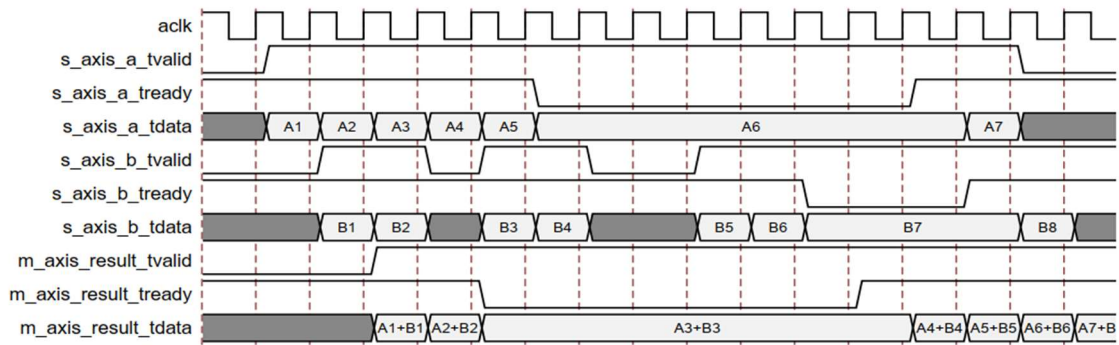 aclk
s_axis_a_tvalid
s_axis_a_tready
s_axis_a_tdata A1 A2 A3 A4 A5 A6 A7
s_axis_b_tvalid
s_axis_b_tready
s_axis_b_tdata B1 B2 B3 B4 B5 B6 B7 B8
m_axis_result_tvalid
m_axis_result_tready
m_axis_result_tdata A1+B1 A2+B2 A3+B3 A4+B4 A5+B5 A6+B6 A7+B